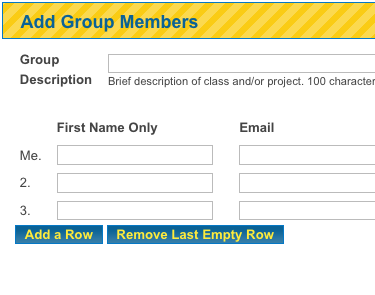 Add Group Members
Group
Description
Brief description of class and/or project. 100 character
First Name Only Email
Me.
2.
3.
Add a Row Remove Last Empty Row